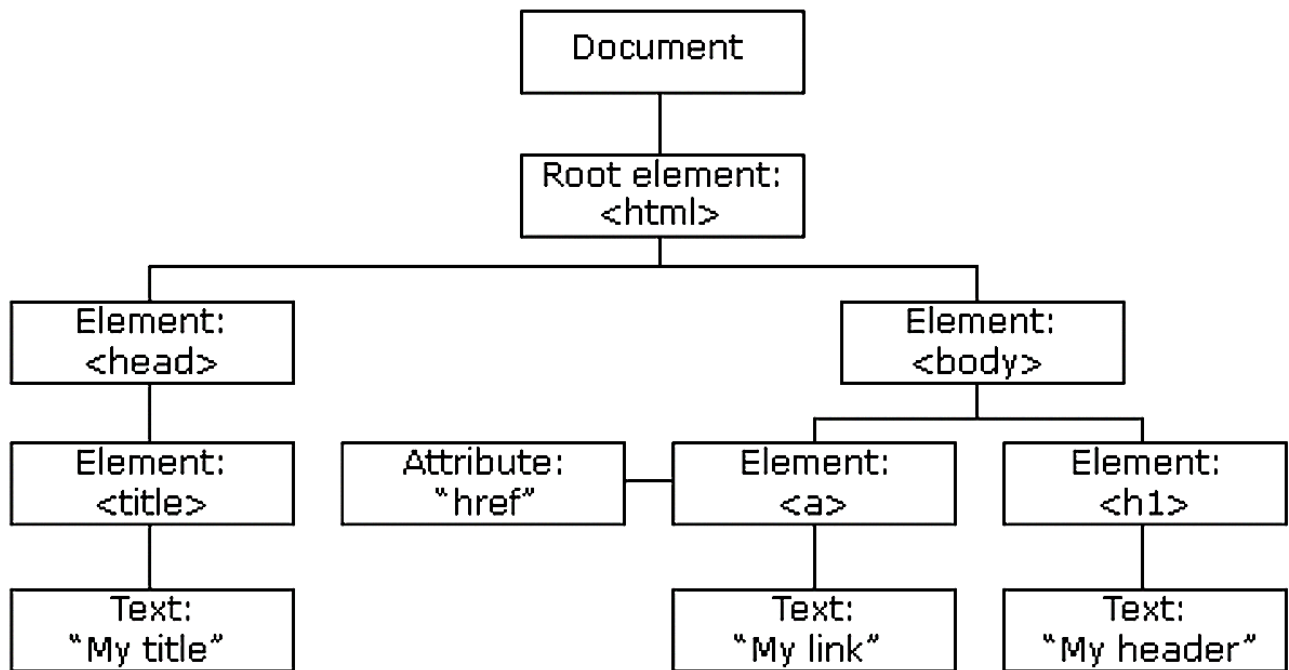 Document
Root element:
<html>
Element:
<head>
Element:
<body>
Element:
<title>
Attribute:
“href”
Element:
<a>
Element:
<h1>
Text:
“My title”
Text:
“My link”
Text:
“My header”